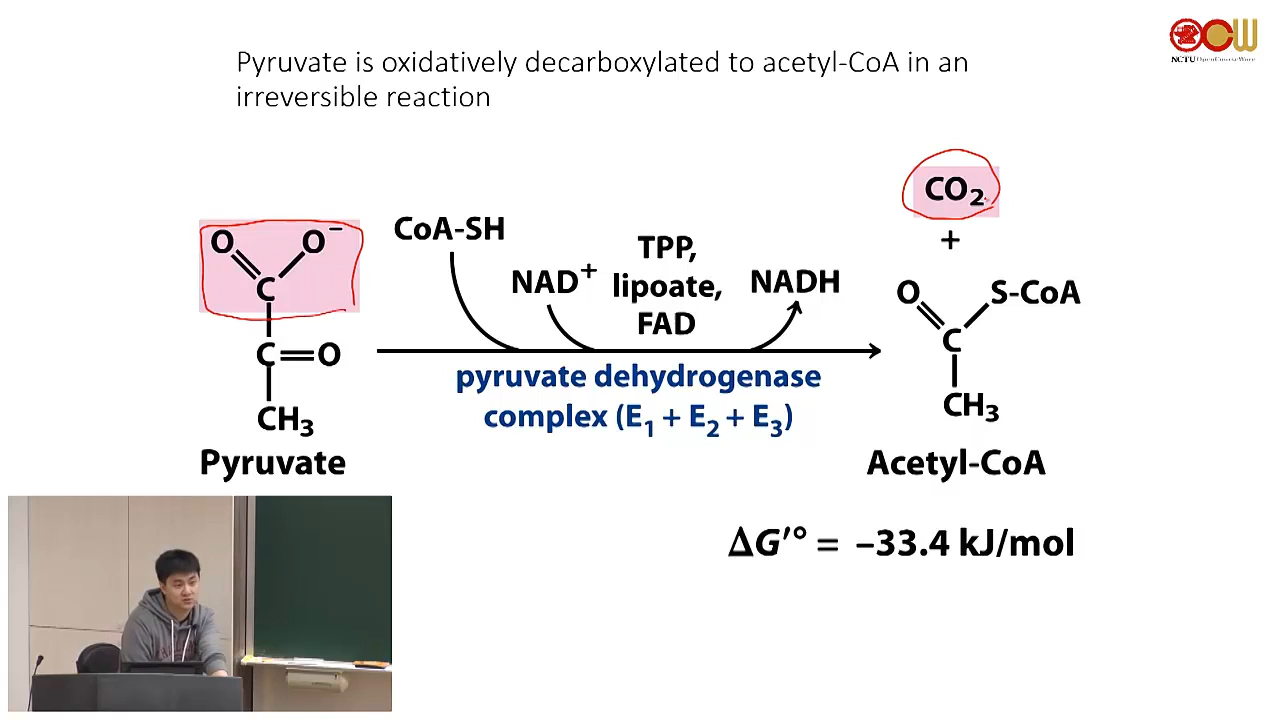 Pyruvate is oxidatively decarboxylated to acetyl-CoA in an
irreversible reaction
NCTU OpenCourseWare
CO₂
+
O O⁻
C
C=O
CH₃
Pyruvate
CoA-SH
NAD⁺
TPP,
lipoate,
FAD
NADH
pyruvate dehydrogenase
complex (E₁ + E₂ + E₃)
O S-CoA
C
CH₃
Acetyl-CoA
ΔG′° = –33.4 kJ/mol